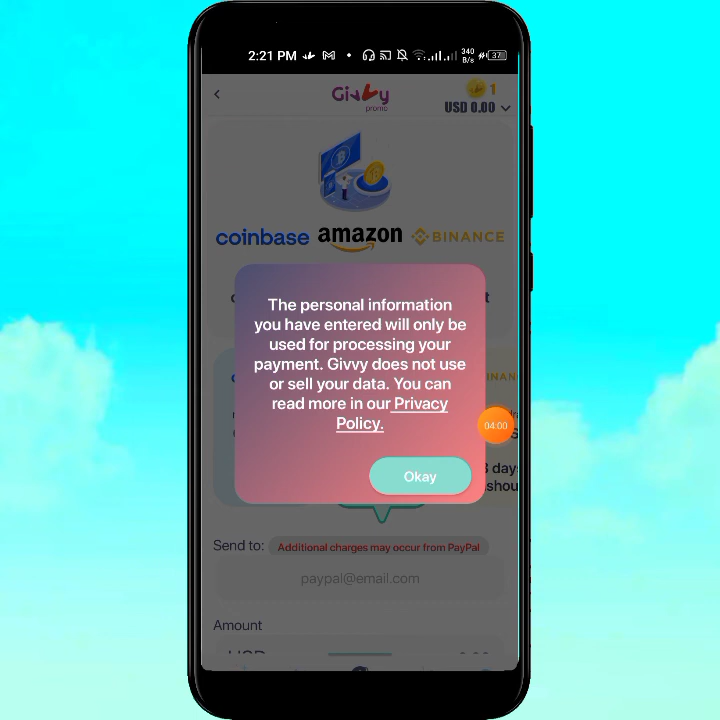 2:21 PM
340
B/s
37
Givvy
promo
1
USD 0.00
coinbase amazon BINANCE
The personal information
you have entered will only be
used for processing your
payment. Givvy does not use
or sell your data. You can
read more in our Privacy
Policy.
04:00
Okay
Send to: Additional charges may occur from PayPal
paypal@email.com
Amount
USD